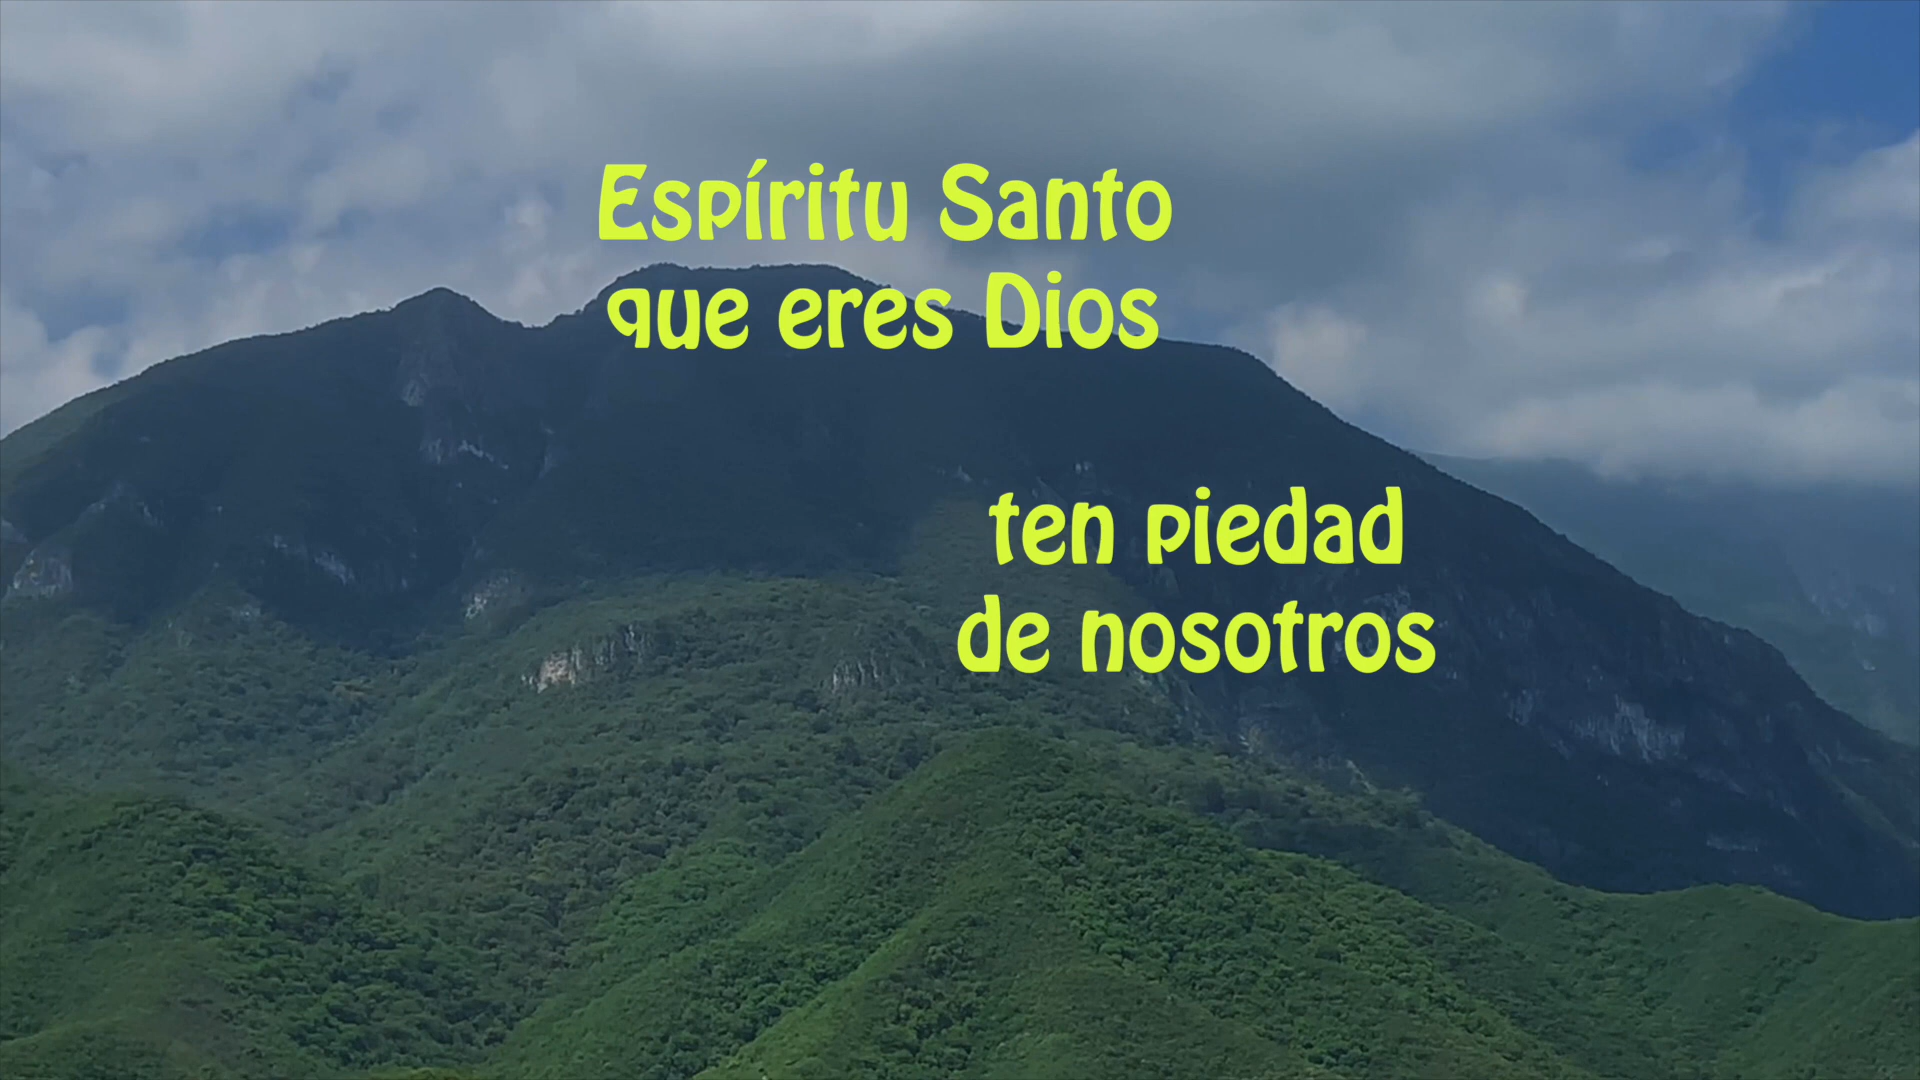 Espíritu Santo
que eres Dios
ten piedad
de nosotros